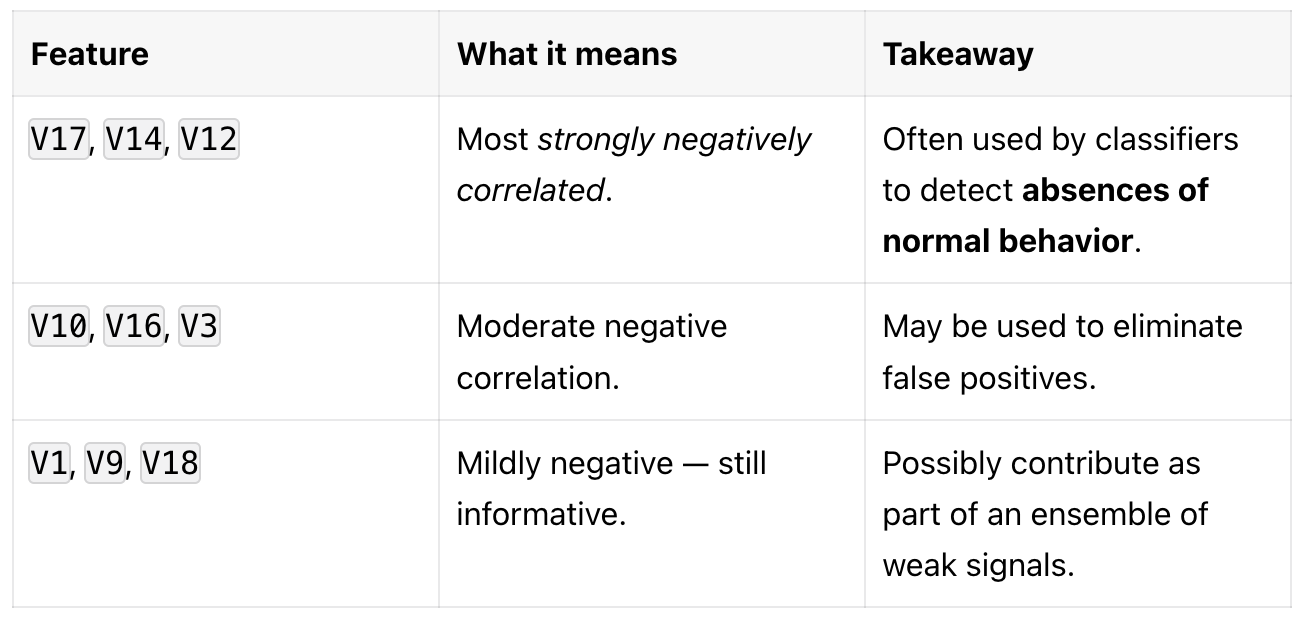 Feature What it means Takeaway
V17, V14, V12
Most strongly negatively
correlated.
Often used by classifiers
to detect absences of
normal behavior.
V10, V16, V3
Moderate negative
correlation.
May be used to eliminate
false positives.
V1, V9, V18
Mildly negative — still
informative.
Possibly contribute as
part of an ensemble of
weak signals.